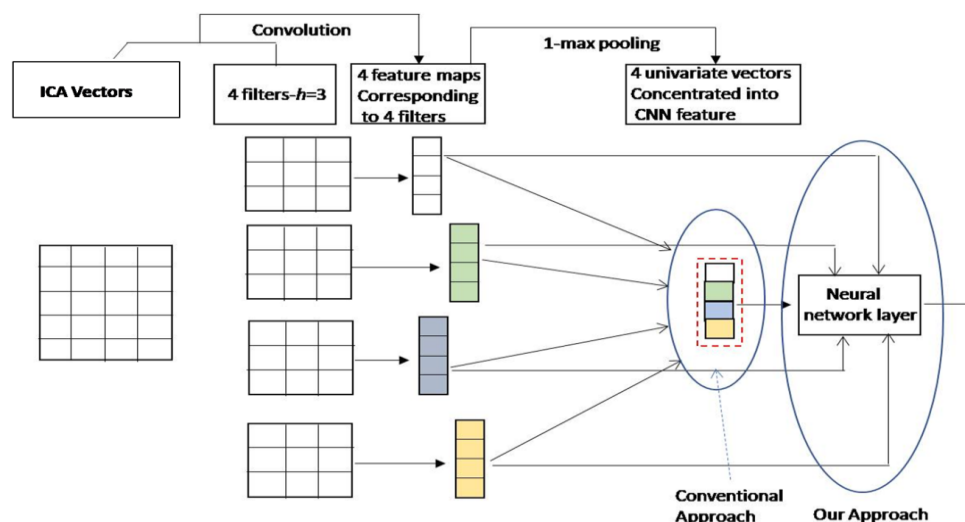 Convolution
1-max pooling
ICA Vectors
4 filters-h=3
4 feature maps
Corresponding
to 4 filters
4 univariate vectors
Concentrated into
CNN feature
Neural
network layer
Conventional
Approach
Our Approach